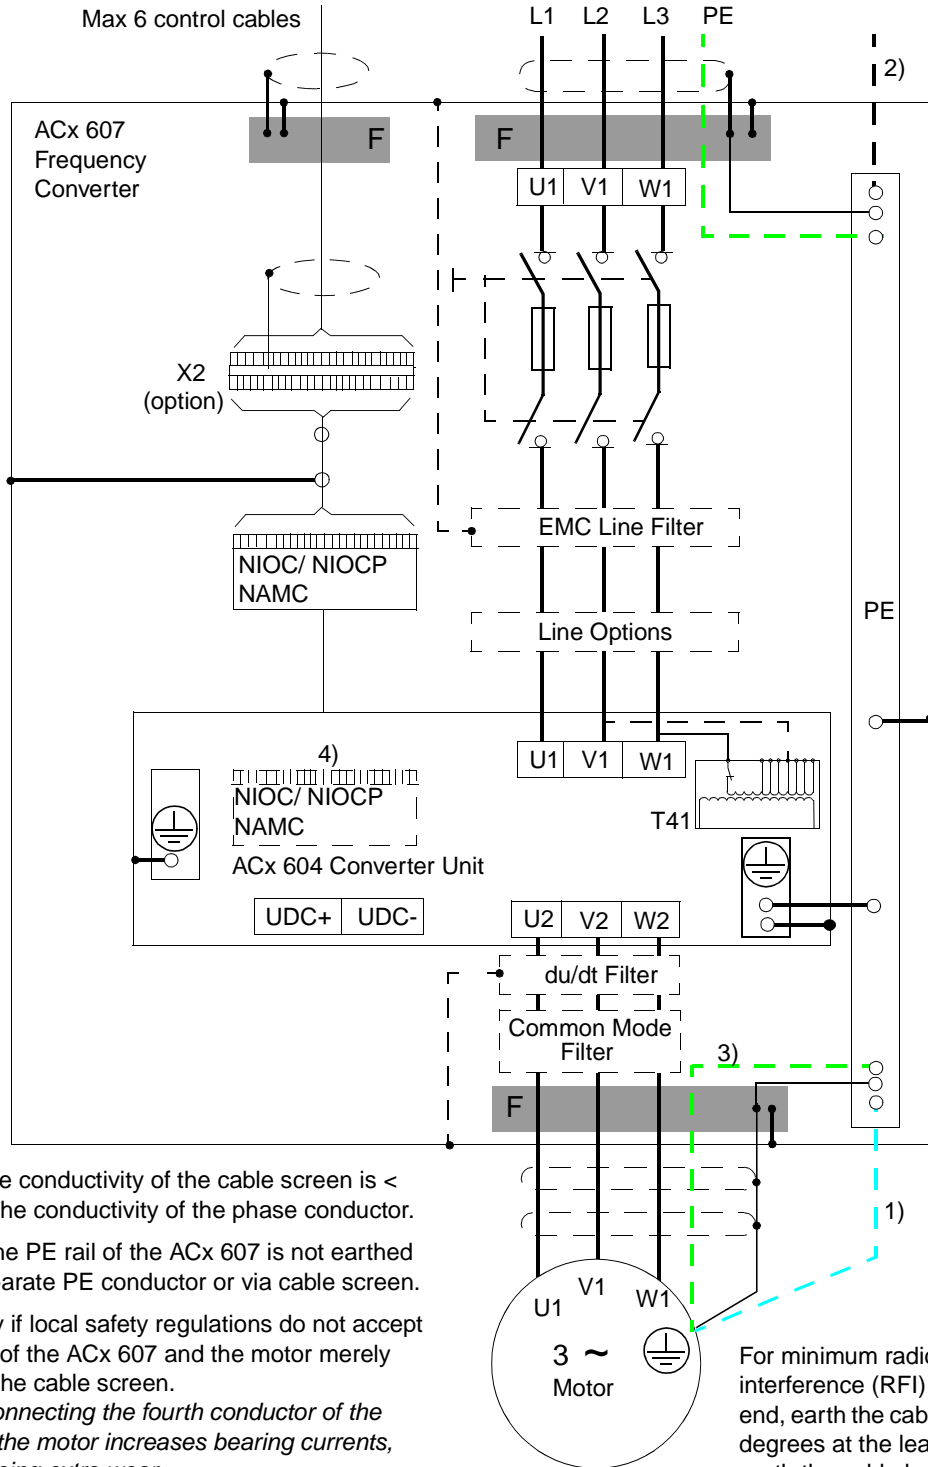 Max 6 control cables
L1 L2 L3 PE
2)
ACx 607
Frequency
Converter
F
F
U1 V1 W1
X2
(option)
EMC Line Filter
NIOC/ NIOCP
NAMC
Line Options
PE
4)
U1 V1 W1
NIOC/ NIOCP
NAMC
T41
ACx 604 Converter Unit
UDC+ UDC-
U2 V2 W2
du/dt Filter
Common Mode
Filter
3)
F
e conductivity of the cable screen is <
he conductivity of the phase conductor.
1)
ne PE rail of the ACx 607 is not earthed
parate PE conductor or via cable screen.
U1 V1 W1
y if local safety regulations do not accept
of the ACx 607 and the motor merely
he cable screen.
3 ~
Motor
onnecting the fourth conductor of the
the motor increases bearing currents,
For minimum radio
interference (RFI)
end, earth the cab
degrees at the lea